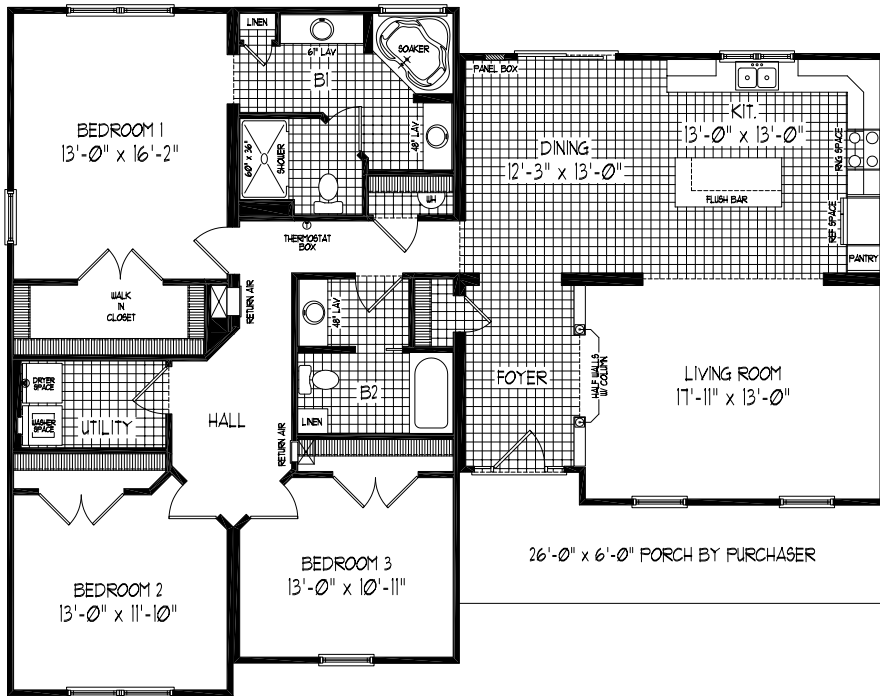 LINEN
61" LAV
SOAKER
B1
PANEL BOX
KIT.
13'-0" x 13'-0"
BEDROOM 1
13'-0" x 16'-2"
48" LAV
RNG SPACE
DINING
12'-3" x 13'-0"
60" x 36"
SHOWER
WH
FLUSH BAR
REF SPACE
THERMOSTAT
BOX
PANTRY
WALK
IN
CLOSET
RETURN AIR
48" LAV
DRYER
SPACE
FOYER
HALF WALLS
W/ COLUMN
LIVING ROOM
17'-11" x 13'-0"
B2
WASHER
SPACE
UTILITY
HALL
LINEN
RETURN AIR
26'-0" x 6'-0" PORCH BY PURCHASER
BEDROOM 3
13'-0" x 10'-11"
BEDROOM 2
13'-0" x 11'-10"